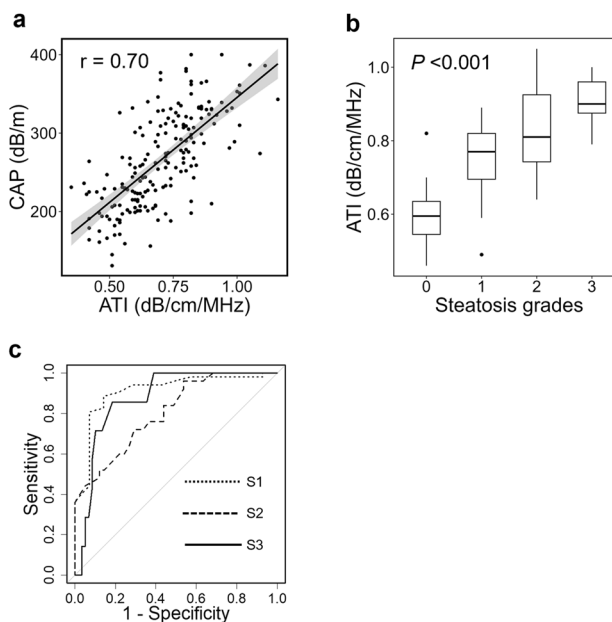 a
r = 0.70
CAP (dB/m)
400
300
200
0.50 0.75 1.00
ATI (dB/cm/MHz)
b
P <0.001
ATI (dB/cm/MHz)
1.0
0.8
0.6
0 1 2 3
Steatosis grades
c
Sensitivity
1.0
0.8
0.6
0.4
0.2
0.0
S1
S2
S3
0.0 0.2 0.4 0.6 0.8 1.0
1 - Specificity